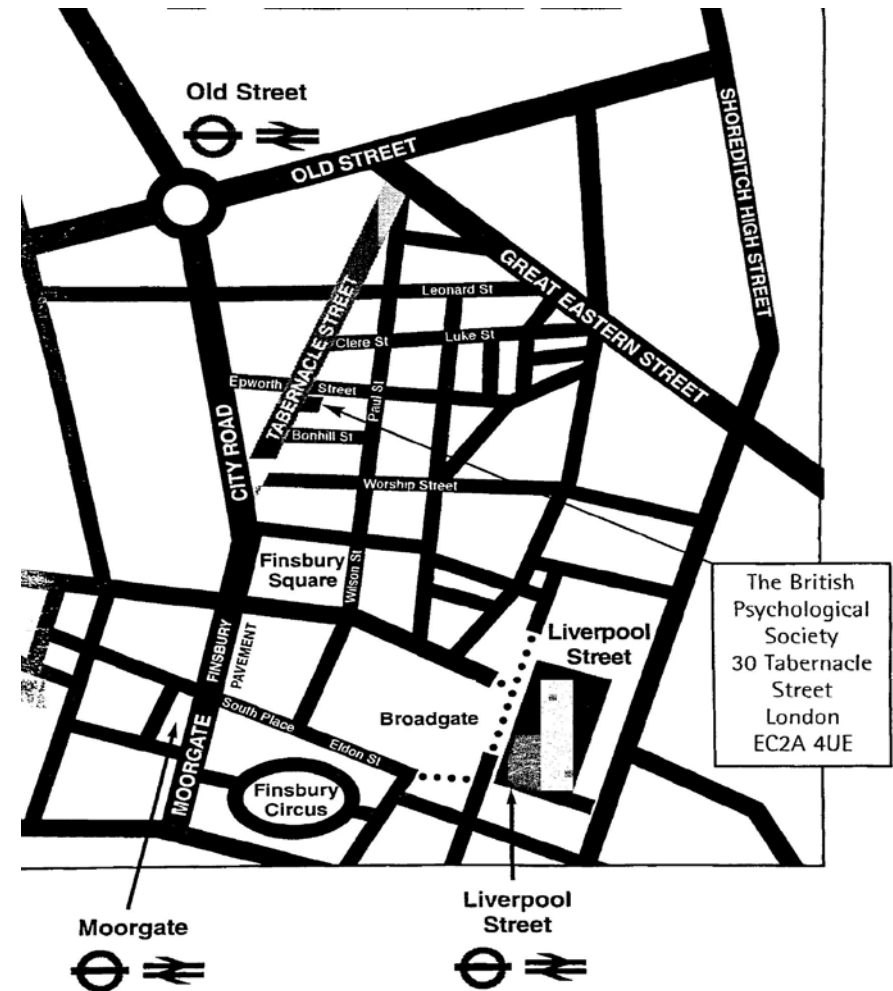 Old Street
OLD STREET
SHOREDITCH HIGH STREET
GREAT EASTERN STREET
Leonard St
TABERNACLE STREET
Clere St
Luke St
Epworth Street
Paul St
Bonhill St
CITY ROAD
Worship Street
Finsbury
Square
Wilson St
The British
Psychological
Society
30 Tabernacle
Street
London
EC2A 4UE
Liverpool
Street
FINSBURY
PAVEMENT
South Place
Broadgate
Eldon St
MOORGATE
Finsbury
Circus
Moorgate
Liverpool
Street